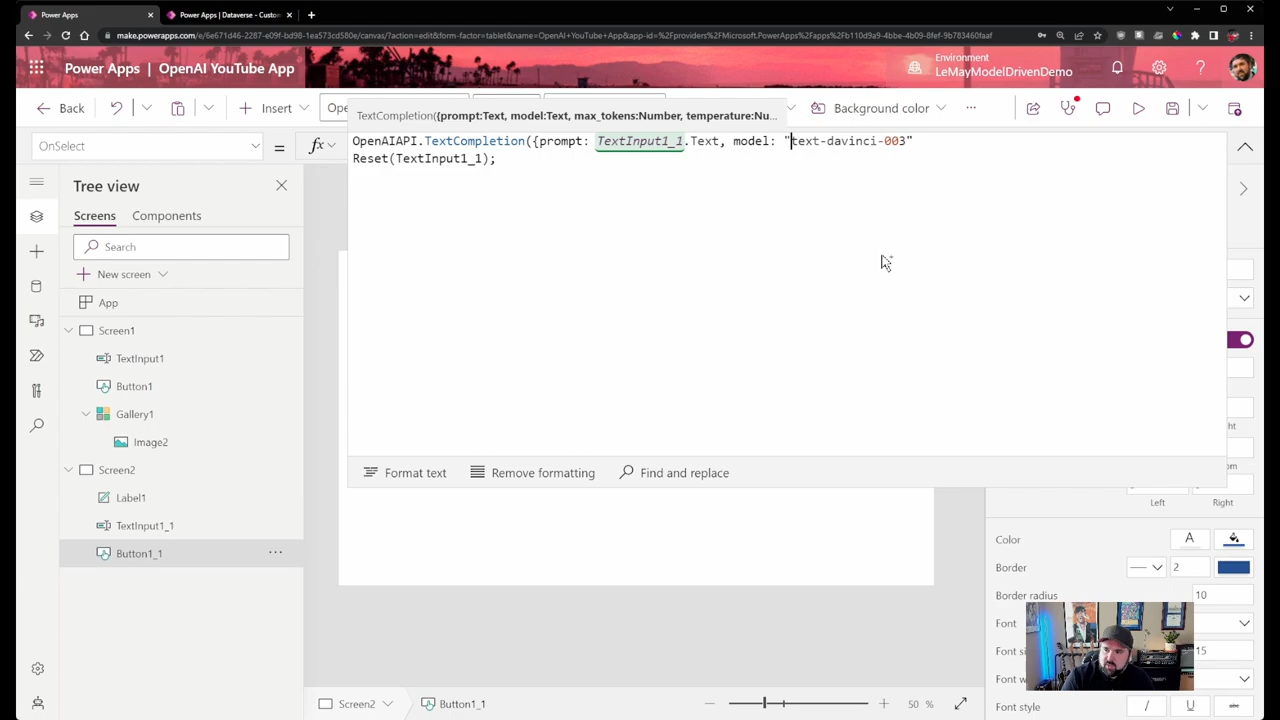 Power Apps
Power Apps | Dataverse - Custom
make.powerapps.com/e/6e671d46-2287-e09f-bd98-1ea573cd580e/canvas/?action=edit&form-factor=tablet&name=OpenAI+YouTube+App&app-id=%2Fproviders%2FMicrosoft.PowerApps%2Fapps%2Fb110d9a9-4bbe-4b09-8fef-9b783460faaf
Power Apps | OpenAI YouTube App
Environment
LeMayModelDrivenDemo
Back
Insert
Background color
TextCompletion({prompt:Text, model:Text, max_tokens:Number, temperature:Nu...
OnSelect
=
fx
OpenAIAPI.TextCompletion({prompt: TextInput1_1.Text, model: "text-davinci-003"
Reset(TextInput1_1);
Tree view
Screens
Components
Search
New screen
App
Screen1
TextInput1
Button1
Gallery1
Image2
Screen2
Label1
TextInput1_1
Button1_1
...
Format text
Remove formatting
Find and replace
Left
Right
Color
A
Border
2
Border radius
10
Font
Font si
15
Font w
Font style
/
U
abc
Screen2
Button1_1
50 %